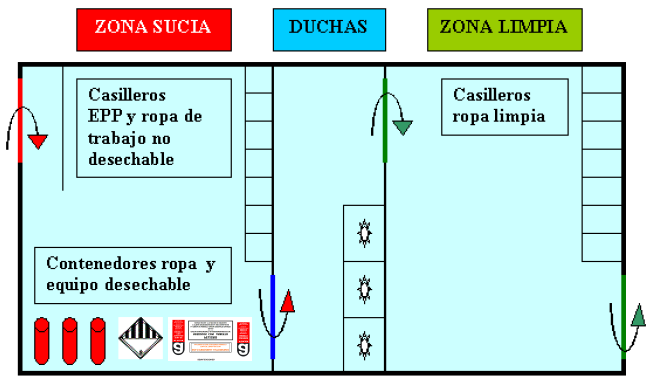 ZONA SUCIA
DUCHAS
ZONA LIMPIA
Casilleros
EPP y ropa de
trabajo no
desechable
Casilleros
ropa limpia
Contenedores ropa y
equipo desechable